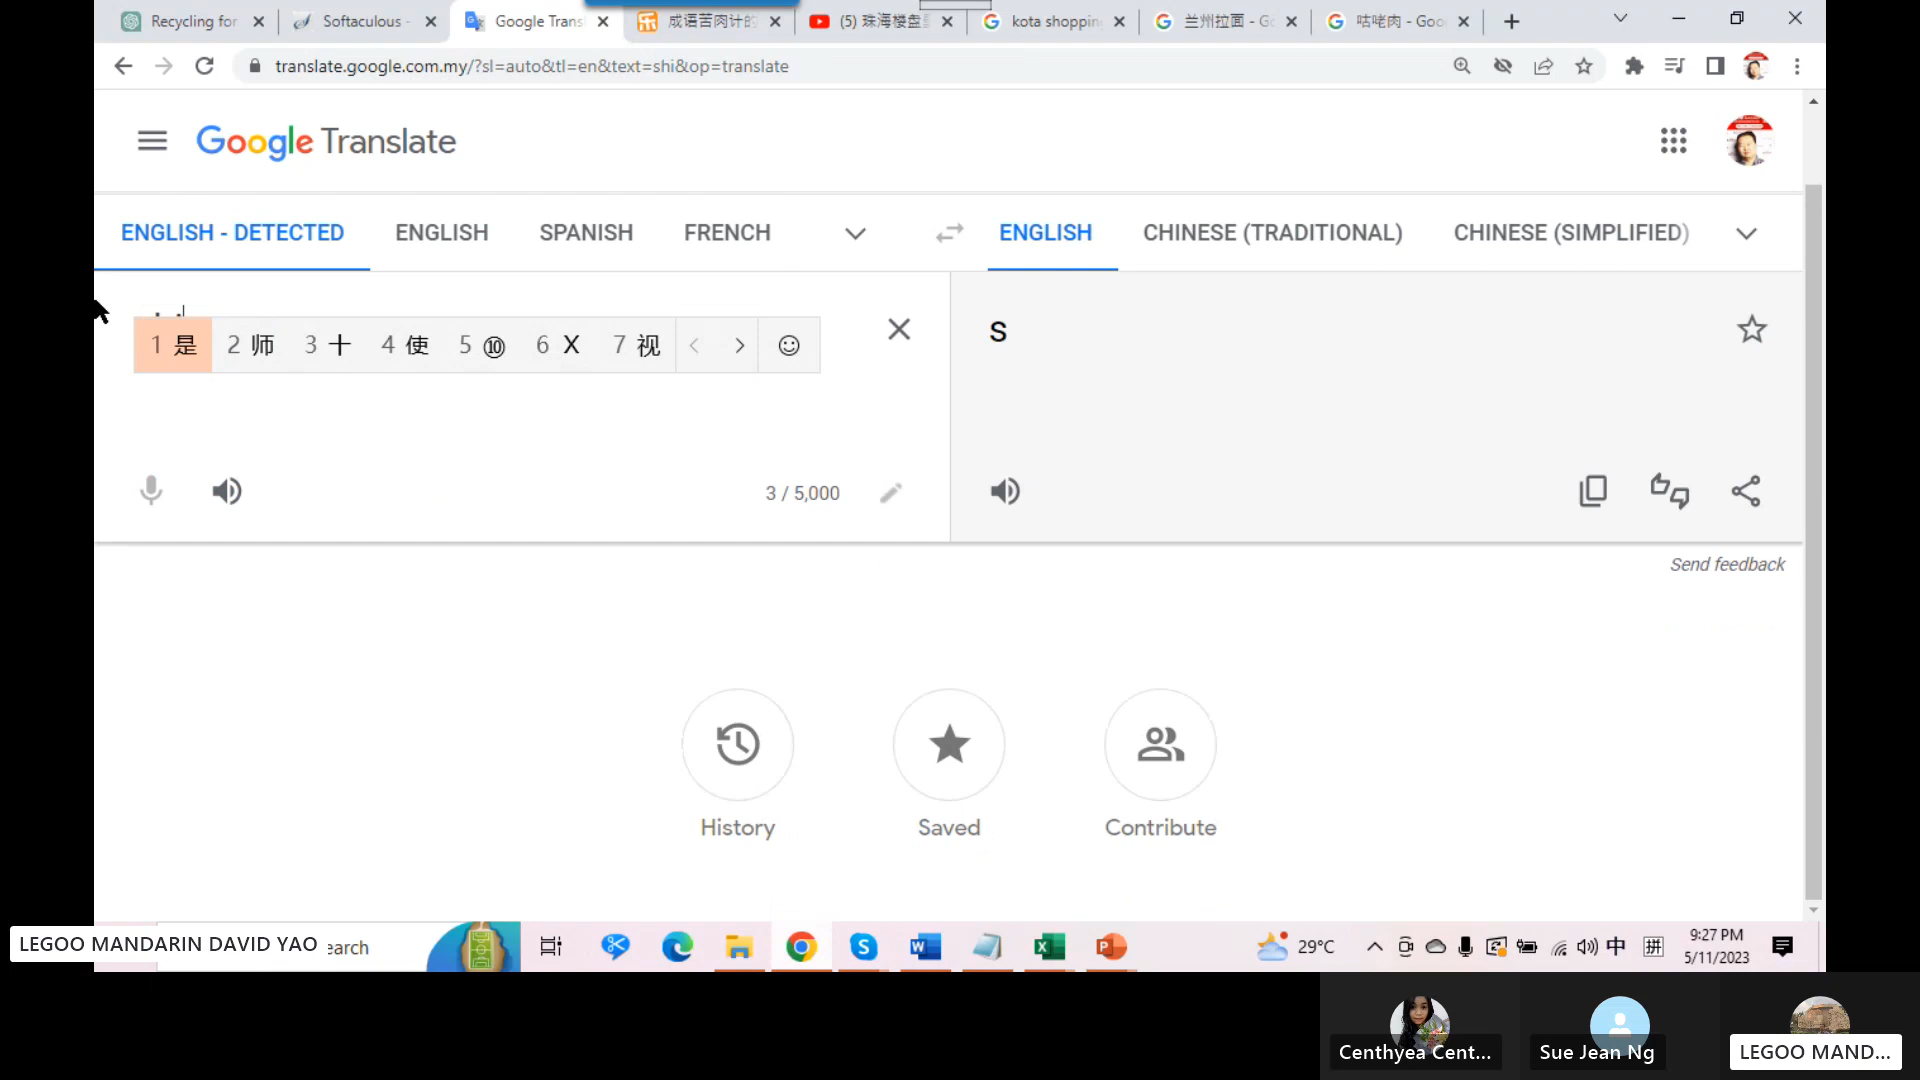 Recycling for
Softaculous -
Google Trans
成语苦肉计的
(5) 珠海楼盘
kota shoppin
兰州拉面 - Go
咕咾肉 - Goo
translate.google.com.my/?sl=auto&tl=en&text=shi&op=translate
Google Translate
ENGLISH - DETECTED
ENGLISH
SPANISH
FRENCH
ENGLISH
CHINESE (TRADITIONAL)
CHINESE (SIMPLIFIED)
1 是 2 师 3 十 4 使 5 ⑩ 6 X 7 视
s
3 / 5,000
Send feedback
History
Saved
Contribute
LEGOO MANDARIN DAVID YAO
earch
29°C
中
拼
9:27 PM
5/11/2023
Centhyea Cent...
Sue Jean Ng
LEGOO MAND...